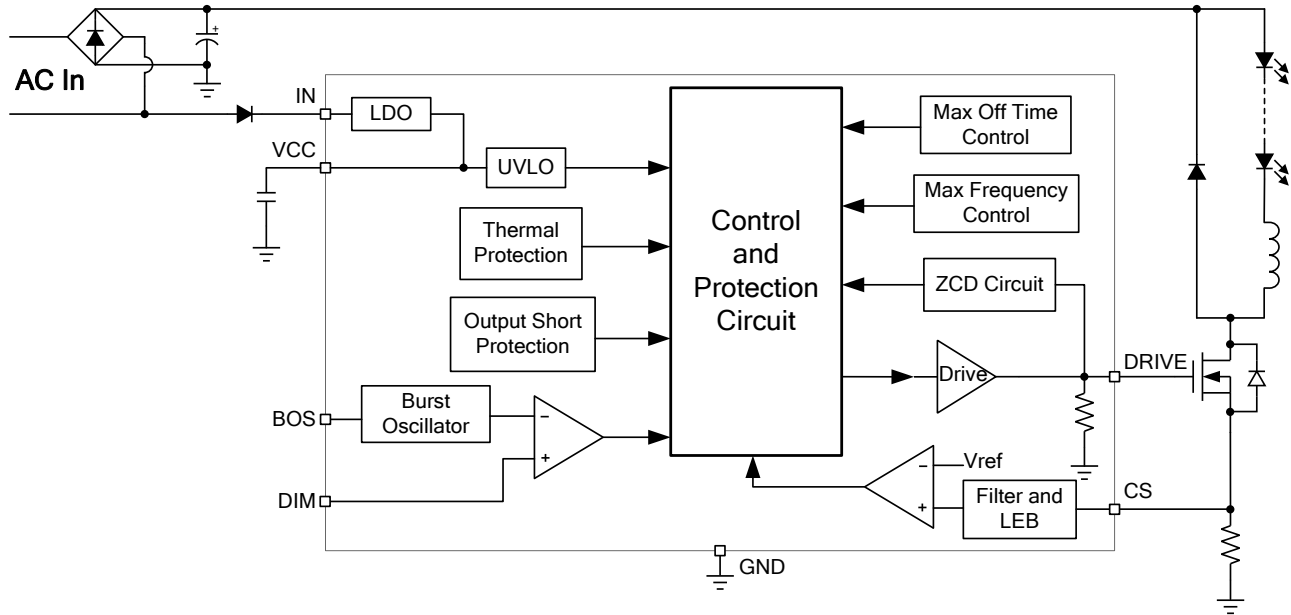 AC In
IN
LDO
VCC
UVLO
Thermal
Protection
Output Short
Protection
BOS
Burst
Oscillator
−
+
DIM
Control
and
Protection
Circuit
Max Off Time
Control
Max Frequency
Control
ZCD Circuit
Drive
DRIVE
−
Vref
+
Filter and
LEB
CS
GND
+